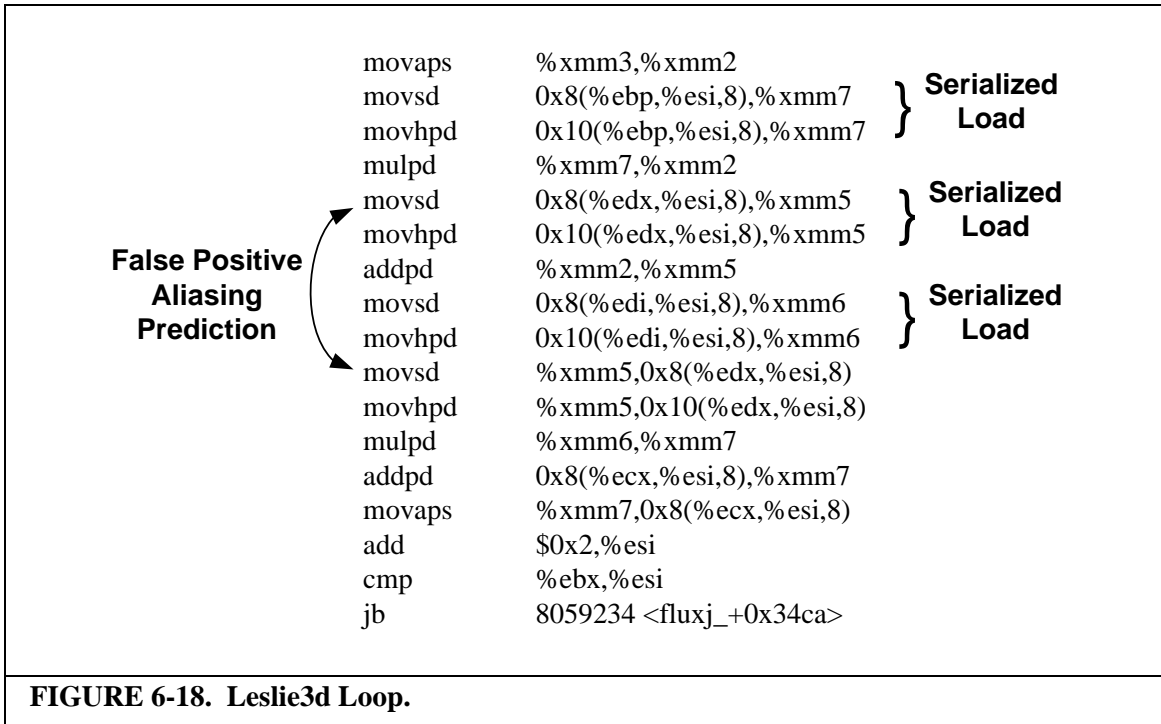 movaps %xmm3,%xmm2
movsd 0x8(%ebp,%esi,8),%xmm7
movhpd 0x10(%ebp,%esi,8),%xmm7
} Serialized
Load
mulpd %xmm7,%xmm2
movsd 0x8(%edx,%esi,8),%xmm5
movhpd 0x10(%edx,%esi,8),%xmm5
} Serialized
Load
False Positive
Aliasing
Prediction
addpd %xmm2,%xmm5
movsd 0x8(%edi,%esi,8),%xmm6
movhpd 0x10(%edi,%esi,8),%xmm6
} Serialized
Load
movsd %xmm5,0x8(%edx,%esi,8)
movhpd %xmm5,0x10(%edx,%esi,8)
mulpd %xmm6,%xmm7
addpd 0x8(%ecx,%esi,8),%xmm7
movaps %xmm7,0x8(%ecx,%esi,8)
add $0x2,%esi
cmp %ebx,%esi
jb 8059234 <fluxj_+0x34ca>
FIGURE 6-18. Leslie3d Loop.